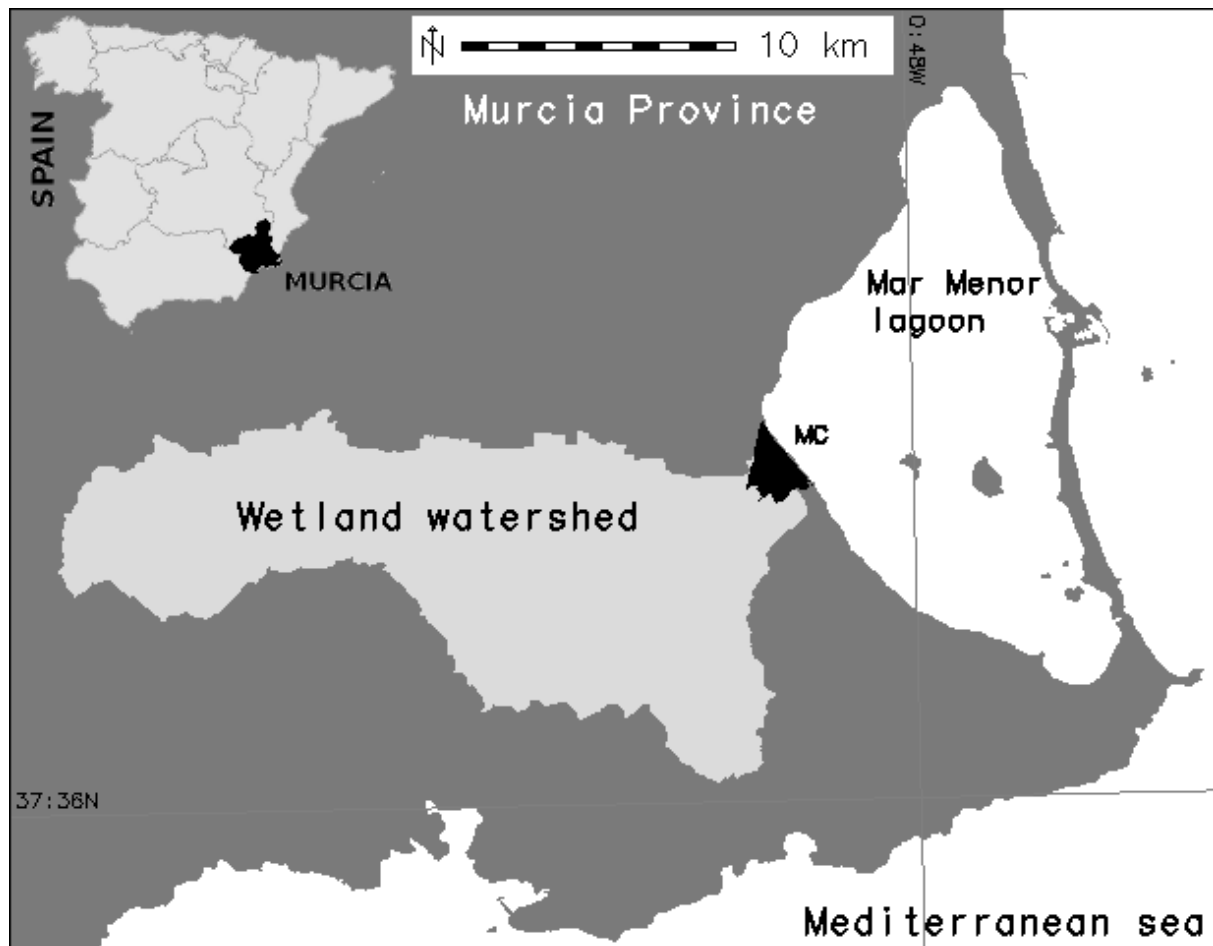 10 km
N
0:48W
Murcia Province
SPAIN
MURCIA
Mar Menor
lagoon
MC
Wetland watershed
37:36N
Mediterranean sea